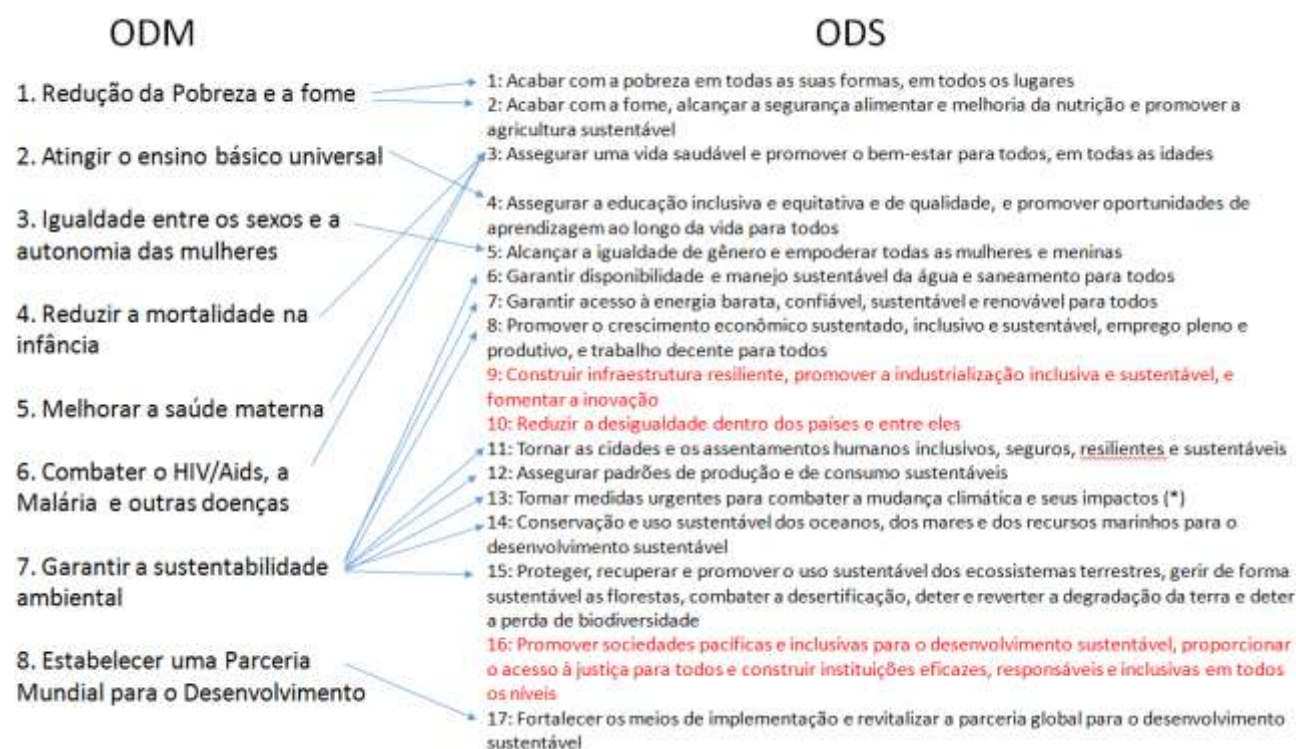 ODM
1. Redução da Pobreza e a fome
2. Atingir o ensino básico universal
3. Igualdade entre os sexos e a
autonomia das mulheres
4. Reduzir a mortalidade na
infância
5. Melhorar a saúde materna
6. Combater o HIV/Aids, a
Malária e outras doenças
7. Garantir a sustentabilidade
ambiental
8. Estabelecer uma Parceria
Mundial para o Desenvolvimento
ODS
1: Acabar com a pobreza em todas as suas formas, em todos os lugares
2: Acabar com a fome, alcançar a segurança alimentar e melhoria da nutrição e promover a
agricultura sustentável
3: Assegurar uma vida saudável e promover o bem-estar para todos, em todas as idades
4: Assegurar a educação inclusiva e equitativa e de qualidade, e promover oportunidades de
aprendizagem ao longo da vida para todos
5: Alcançar a igualdade de gênero e empoderar todas as mulheres e meninas
6: Garantir disponibilidade e manejo sustentável da água e saneamento para todos
7: Garantir acesso à energia barata, confiável, sustentável e renovável para todos
8: Promover o crescimento econômico sustentado, inclusivo e sustentável, emprego pleno e
produtivo, e trabalho decente para todos
9: Construir infraestrutura resiliente, promover a industrialização inclusiva e sustentável, e
fomentar a inovação
10: Reduzir a desigualdade dentro dos países e entre eles
11: Tornar as cidades e os assentamentos humanos inclusivos, seguros, resilientes e sustentáveis
12: Assegurar padrões de produção e de consumo sustentáveis
13: Tomar medidas urgentes para combater a mudança climática e seus impactos (*)
14: Conservação e uso sustentável dos oceanos, dos mares e dos recursos marinhos para o
desenvolvimento sustentável
15: Proteger, recuperar e promover o uso sustentável dos ecossistemas terrestres, gerir de forma
sustentável as florestas, combater a desertificação, deter e reverter a degradação da terra e deter
a perda de biodiversidade
16: Promover sociedades pacíficas e inclusivas para o desenvolvimento sustentável, proporcionar
o acesso à justiça para todos e construir instituições eficazes, responsáveis e inclusivas em todos
os níveis
17: Fortalecer os meios de implementação e revitalizar a parceria global para o desenvolvimento
sustentável